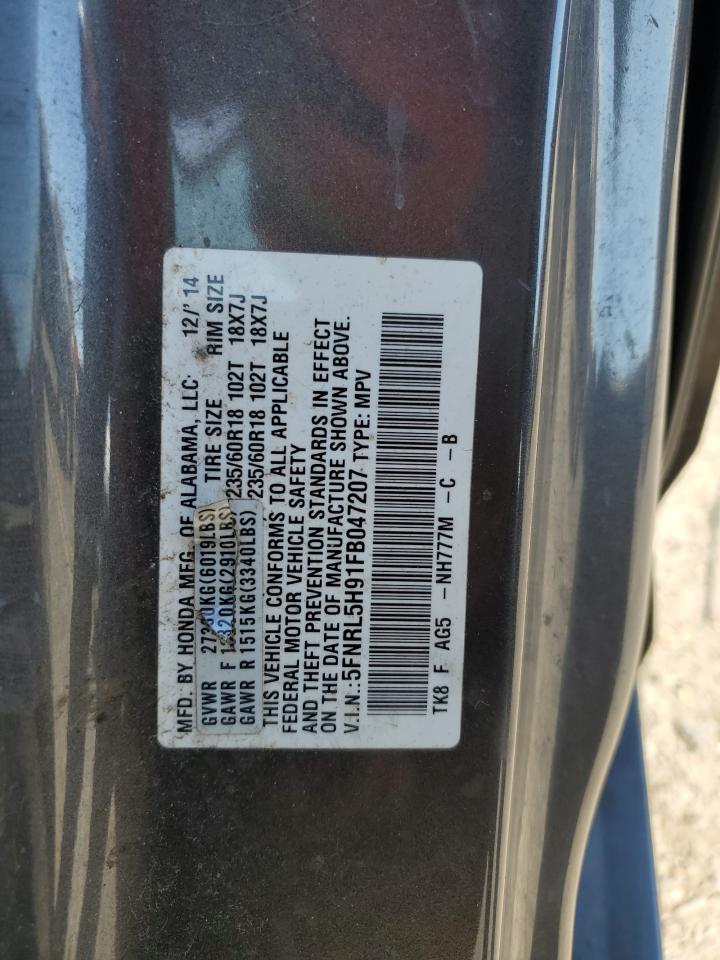 MFD. BY HONDA MFG. OF ALABAMA, LLC. 12/' 14
GVWR KG(6019LBS) TIRE SIZE RIM SIZE
GAWR F 1320KG(2910LBS) 235/60R18 102T 18X7J
GAWR R 1515KG(3340LBS) 235/60R18 102T 18X7J
THIS VEHICLE CONFORMS TO ALL APPLICABLE
FEDERAL MOTOR VEHICLE SAFETY
AND THEFT PREVENTION STANDARDS IN EFFECT
ON THE DATE OF MANUFACTURE SHOWN ABOVE.
V.I.N.:5FNRL5H91FB047207 TYPE: MPV
TK8 F AG5 -NH777M -C -B